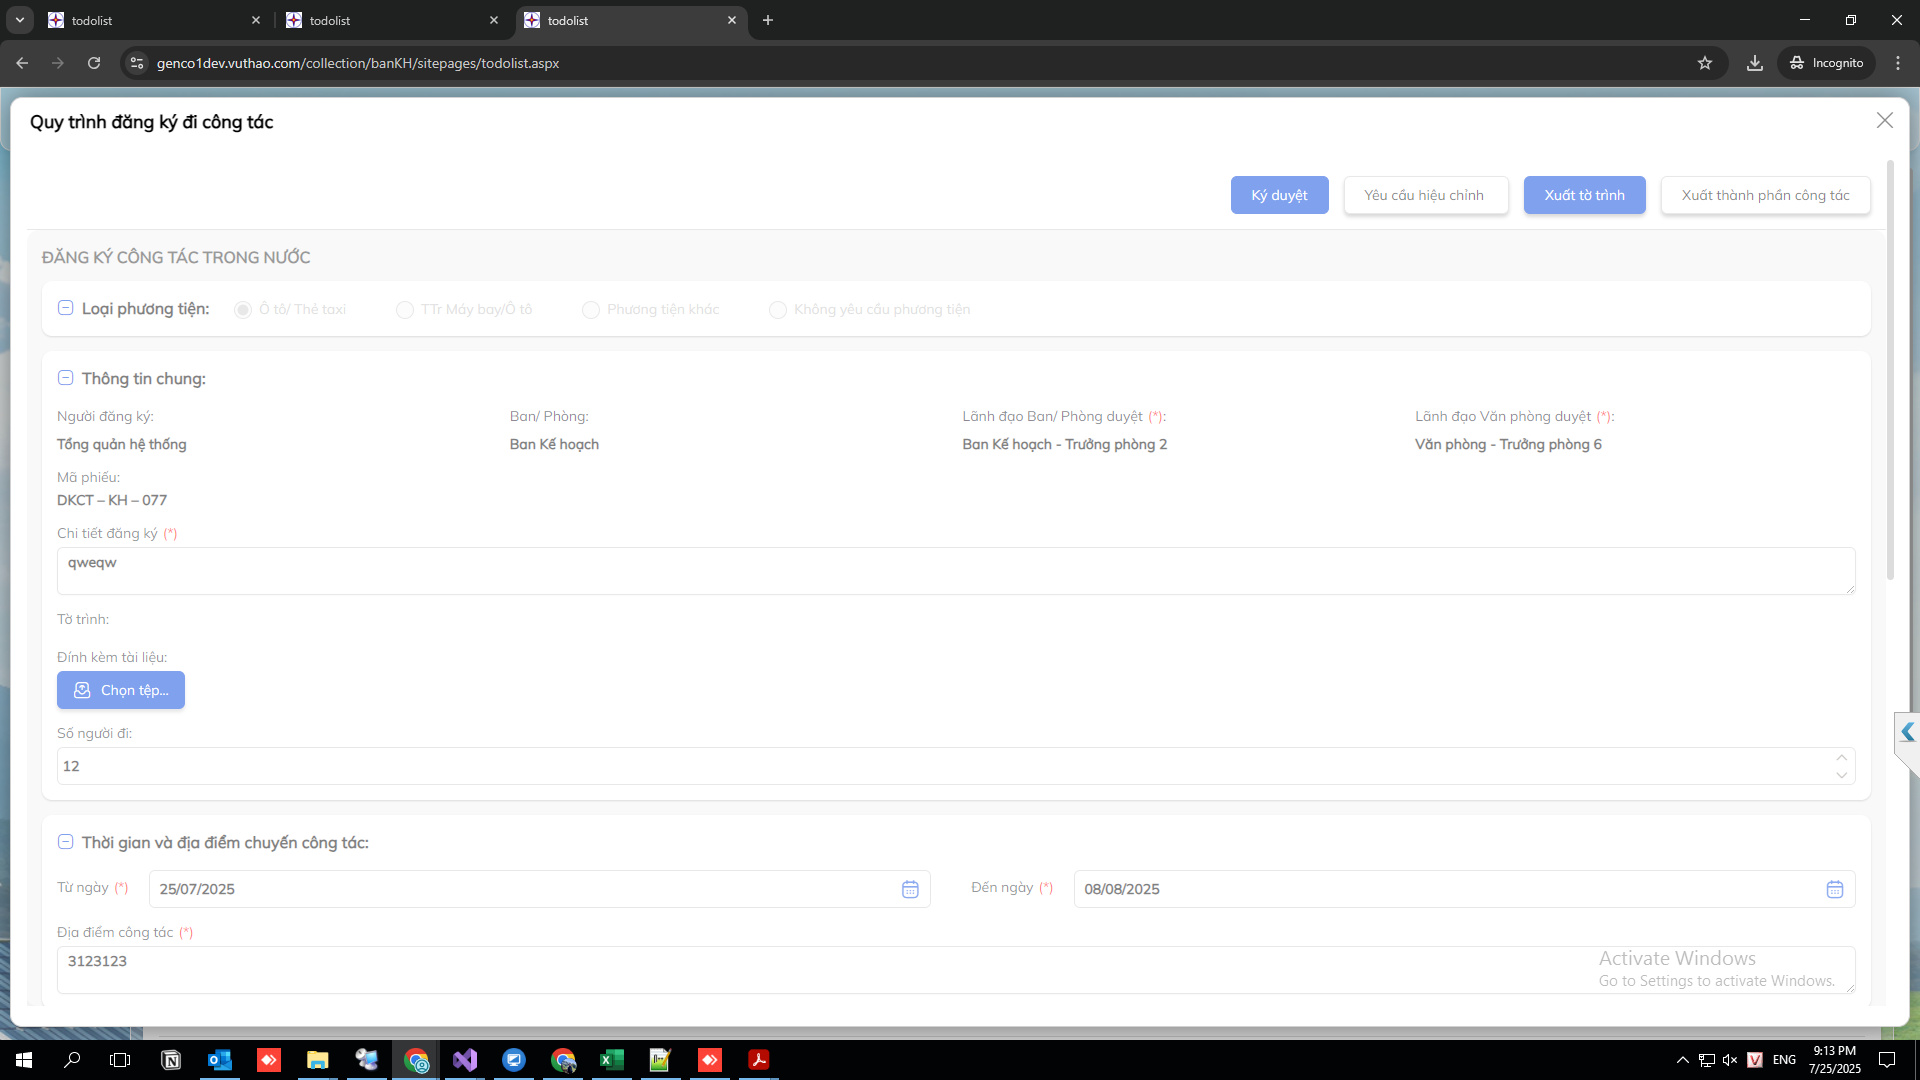 todolist
todolist
todolist
genco1dev.vuthao.com/collection/banKH/sitepages/todolist.aspx
Incognito
Quy trình đăng ký đi công tác
Ký duyệt
Yêu cầu hiệu chỉnh
Xuất tờ trình
Xuất thành phần công tác
ĐĂNG KÝ CÔNG TÁC TRONG NƯỚC
Loại phương tiện:
Ô tô/ Thẻ taxi
TTr Máy bay/Ô tô
Phương tiện khác
Không yêu cầu phương tiện
Thông tin chung:
Người đăng ký:
Ban/ Phòng:
Lãnh đạo Ban/ Phòng duyệt (*):
Lãnh đạo Văn phòng duyệt (*):
Tổng quản hệ thống
Ban Kế hoạch
Ban Kế hoạch - Trưởng phòng 2
Văn phòng - Trưởng phòng 6
Mã phiếu:
DKCT – KH – 077
Chi tiết đăng ký (*)
qweqw
Tờ trình:
Đính kèm tài liệu:
Chọn tệp...
Số người đi:
12
Thời gian và địa điểm chuyến công tác:
Từ ngày (*)
25/07/2025
Đến ngày (*)
08/08/2025
Địa điểm công tác (*)
3123123
Activate Windows
Go to Settings to activate Windows.
ENG
9:13 PM
7/25/2025